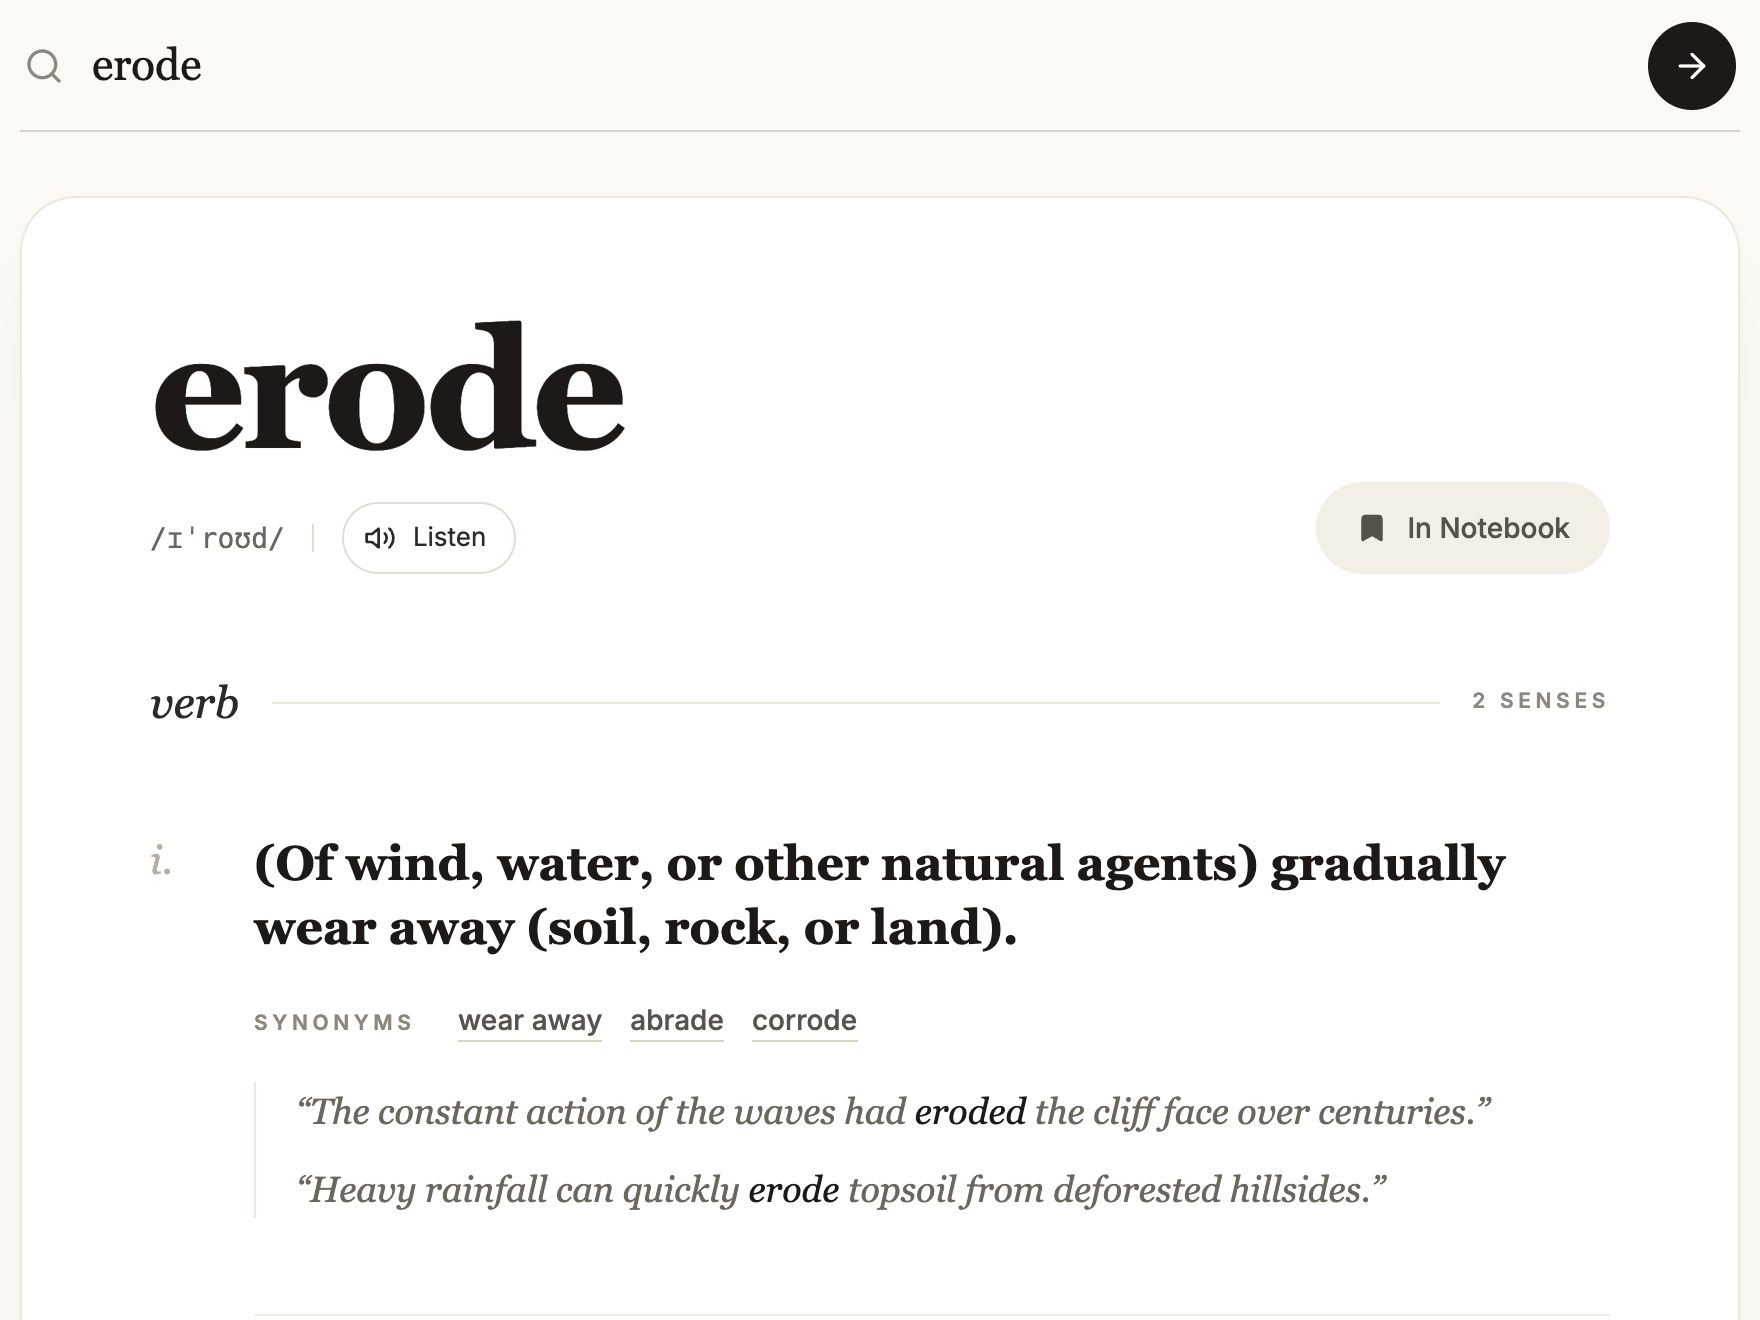 erode
erode
/ɪˈroʊd/
Listen
In Notebook
verb
2 SENSES
i.
(Of wind, water, or other natural agents) gradually
wear away (soil, rock, or land).
SYNONYMS wear away abrade corrode
“The constant action of the waves had eroded the cliff face over centuries.”
“Heavy rainfall can quickly erode topsoil from deforested hillsides.”